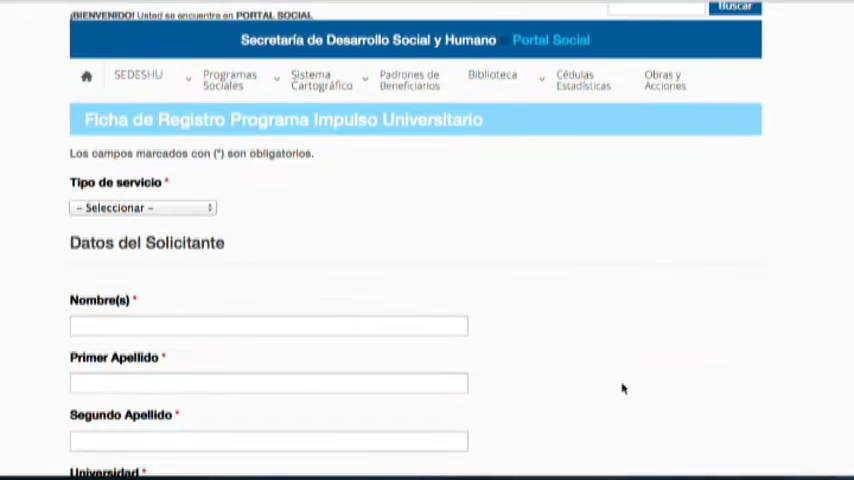 ¡BIENVENIDO! Usted se encuentra en PORTAL SOCIAL
Buscar
Secretaría de Desarrollo Social y Humano Portal Social
SEDESHU
Programas Sociales
Sistema Cartográfico
Padrones de Beneficiarios
Biblioteca
Cédulas Estadísticas
Obras y Acciones
Ficha de Registro Programa Impulso Universitario
Los campos marcados con (*) son obligatorios.
Tipo de servicio *
- Seleccionar -
Datos del Solicitante
Nombre(s) *
Primer Apellido *
Segundo Apellido *
Universidad *